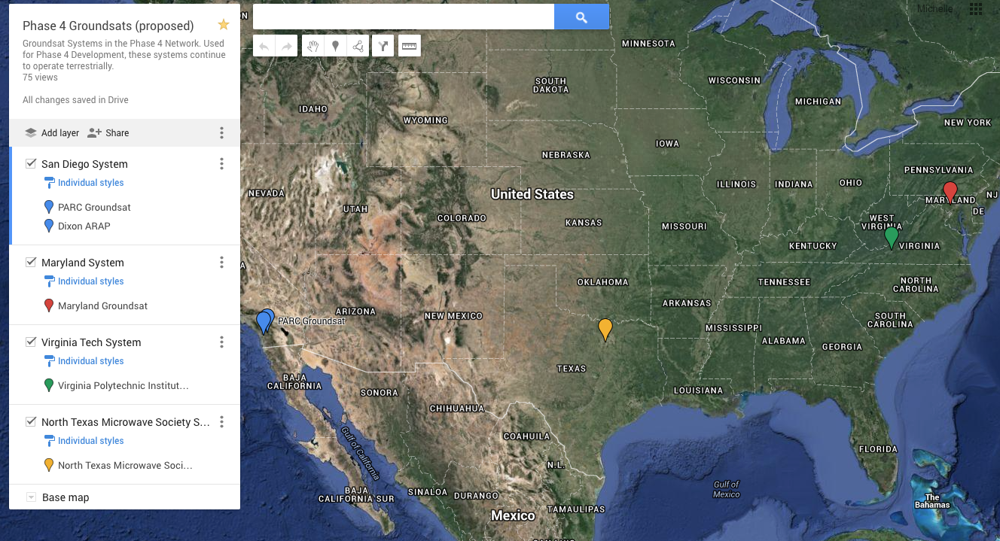 Phase 4 Groundsats (proposed)
Groundsat Systems in the Phase 4 Network. Used
for Phase 4 Development, these systems continue
to operate terrestrially.
75 views
All changes saved in Drive
Add layer
Share
San Diego System
Individual styles
PARC Groundsat
Dixon ARAP
Maryland System
Individual styles
Maryland Groundsat
Virginia Tech System
Individual styles
Virginia Polytechnic Institut...
North Texas Microwave Society S...
Individual styles
North Texas Microwave Soci...
Base map
Michelle
MINNESOTA
WISCONSIN
SOUTH
DAKOTA
MICHIGAN
IDAHO
WYOMING
NEW YORK
IOWA
NEBRASKA
PENNSYLVANIA
ILLINOIS
INDIANA
OHIO
NEVADA
United States
MARYLAND
NJ
UTAH
COLORADO
KANSAS
MISSOURI
WEST
VIRGINIA
DE
KENTUCKY
VIRGINIA
OKLAHOMA
TENNESSEE
NORTH
CAROLINA
ARIZONA
NEW MEXICO
ARKANSAS
SOUTH
CAROLINA
PARC Groundsat
MISSISSIPPI
ALABAMA
GEORGIA
TEXAS
BAJA
CALIFORNIA
SONORA
LOUISIANA
CHIHUAHUA
COAHUILA
Gulf of California
FLORIDA
N.L.
Gulf of
Mexico
BAJA
CALIFORNIA SUR
SINALOA
DURANGO
The
Bahamas
TAMAULIPAS
Mexico